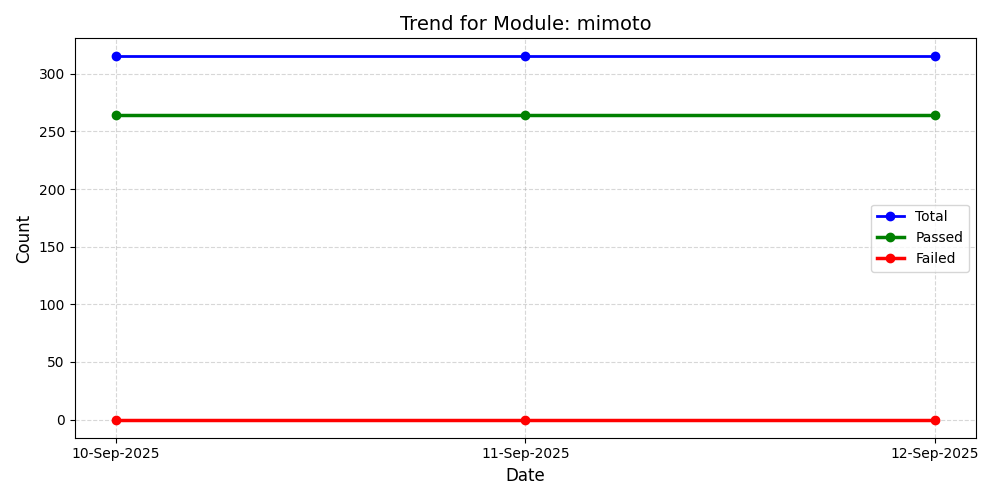 Trend for Module: mimoto
Count
300
250
200
150
100
50
0
Total
Passed
Failed
10-Sep-2025
11-Sep-2025
12-Sep-2025
Date